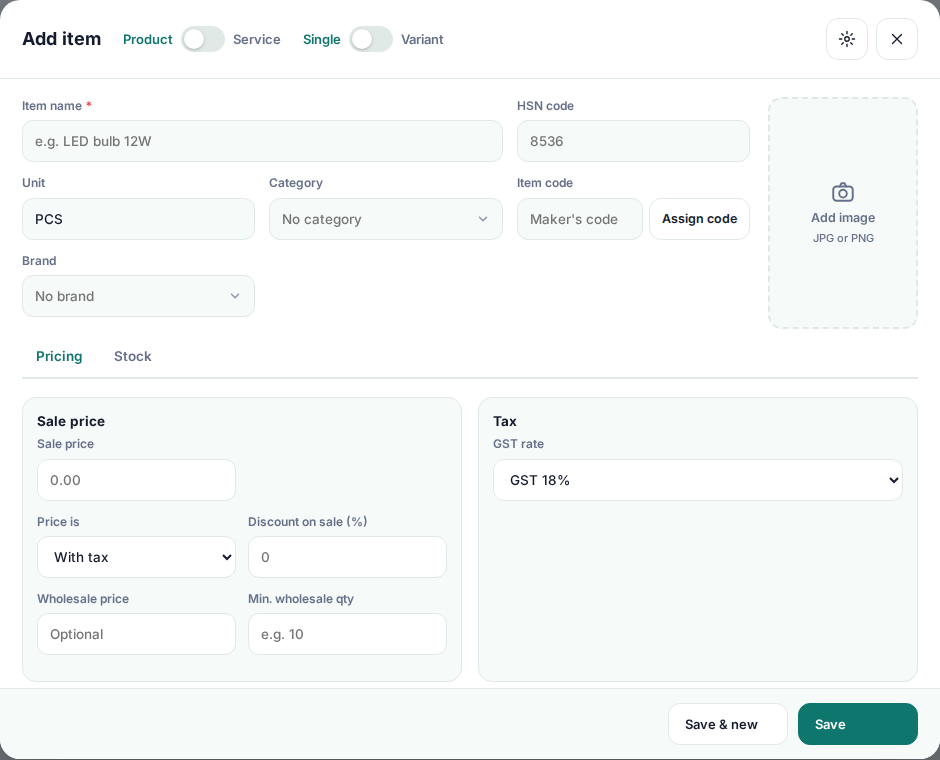 Add item
Product Service Single Variant
Item name *
HSN code
e.g. LED bulb 12W
8536
Add image
JPG or PNG
Unit
Category
Item code
PCS
No category
Maker's code
Assign code
Brand
No brand
Pricing
Stock
Sale price
Sale price
0.00
Price is
Discount on sale (%)
With tax
0
Wholesale price
Min. wholesale qty
Optional
e.g. 10
Tax
GST rate
GST 18%
Save & new
Save